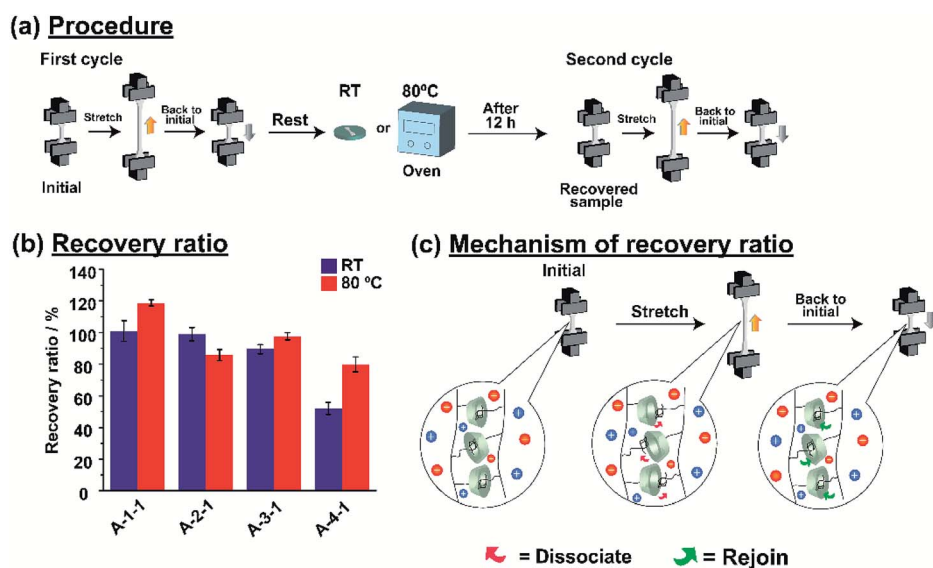 (a) Procedure
First cycle
Second cycle
Stretch
Back to
initial
Rest
RT
or
80ºC
Oven
After
12 h
Stretch
Back to
initial
Initial
Recovered
sample
(b) Recovery ratio
RT
80 ºC
Recovery ratio / %
140
120
100
80
60
40
20
0
A-1-1
A-2-1
A-3-1
A-4-1
(c) Mechanism of recovery ratio
Initial
Stretch
Back to
initial
= Dissociate
= Rejoin